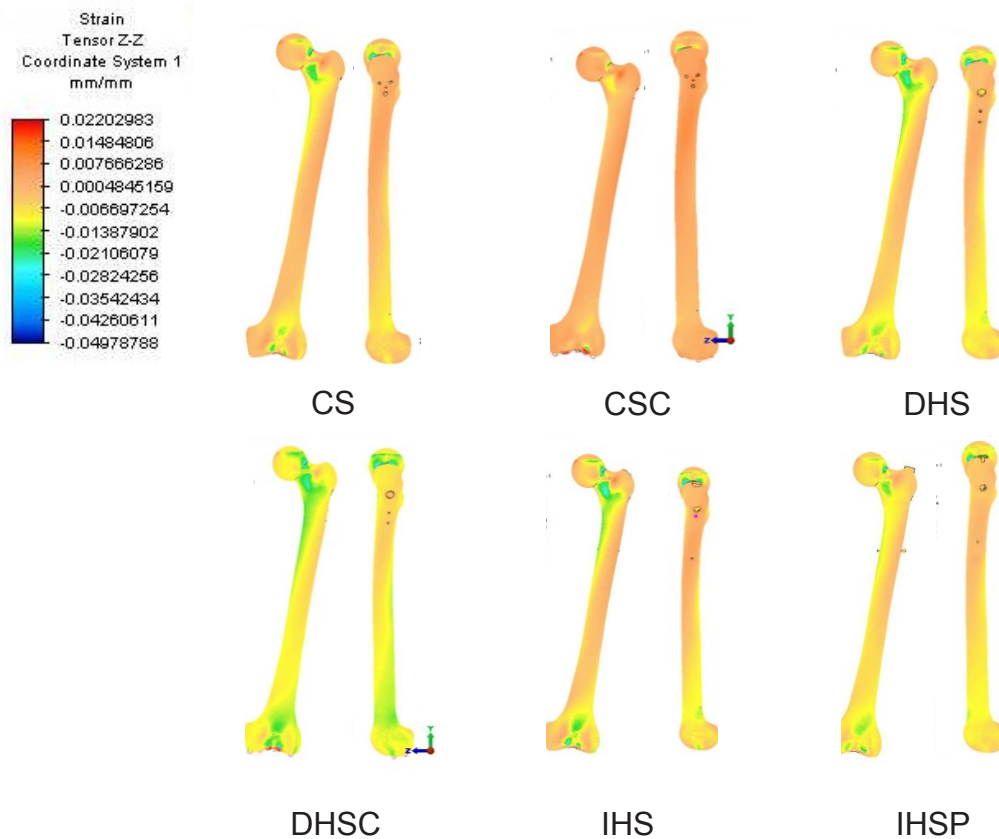 Strain
Tensor Z-Z
Coordinate System 1
mm/mm
0.02202983
0.01484806
0.007666286
0.0004845159
-0.006697254
-0.01387902
-0.02106079
-0.02824256
-0.03542434
-0.04260611
-0.04978788
Y
Z
CS
CSC
DHS
Y
Z
DHSC
IHS
IHSP